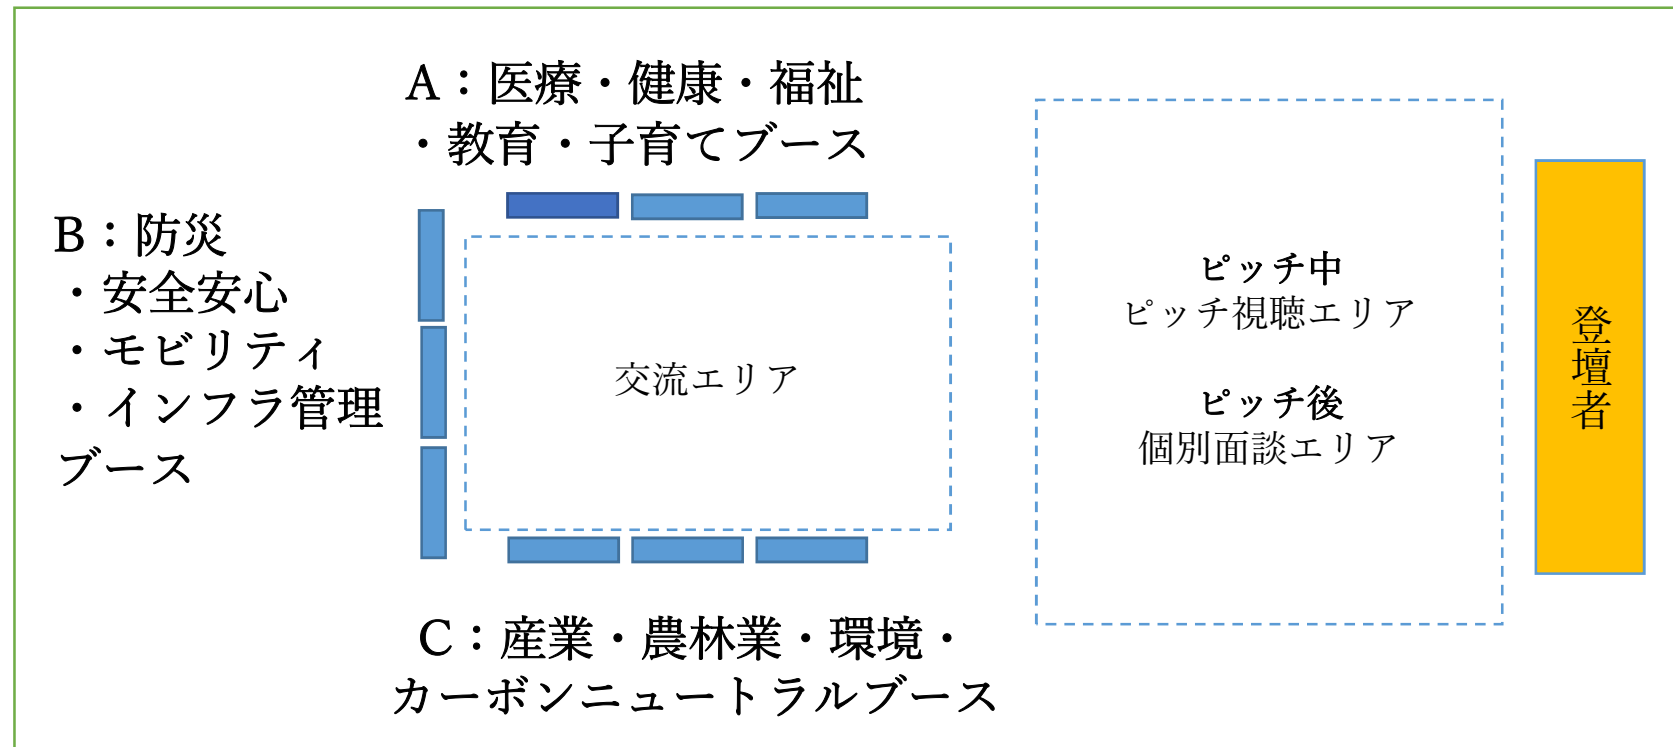 A：医療・健康・福祉
・教育・子育てブース
B：防災
・安全安心
・モビリティ
・インフラ管理
ブース
交流エリア
C：産業・農林業・環境・
カーボンニュートラルブース
ピッチ中
ピッチ視聴エリア
ピッチ後
個別面談エリア
登壇者